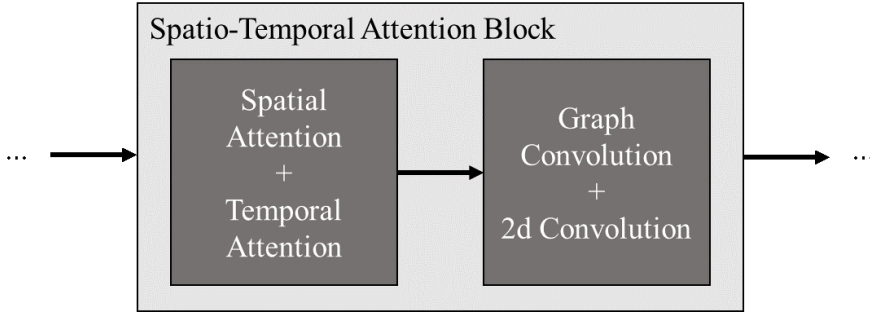 Spatio-Temporal Attention Block
Spatial
Attention
+
Temporal
Attention
Graph
Convolution
+
2d Convolution
...
...